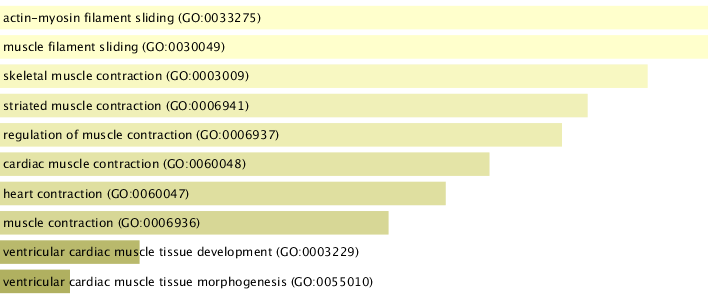 actin-myosin filament sliding (GO:0033275)
muscle filament sliding (GO:0030049)
skeletal muscle contraction (GO:0003009)
striated muscle contraction (GO:0006941)
regulation of muscle contraction (GO:0006937)
cardiac muscle contraction (GO:0060048)
heart contraction (GO:0060047)
muscle contraction (GO:0006936)
ventricular cardiac muscle tissue development (GO:0003229)
ventricular cardiac muscle tissue morphogenesis (GO:0055010)